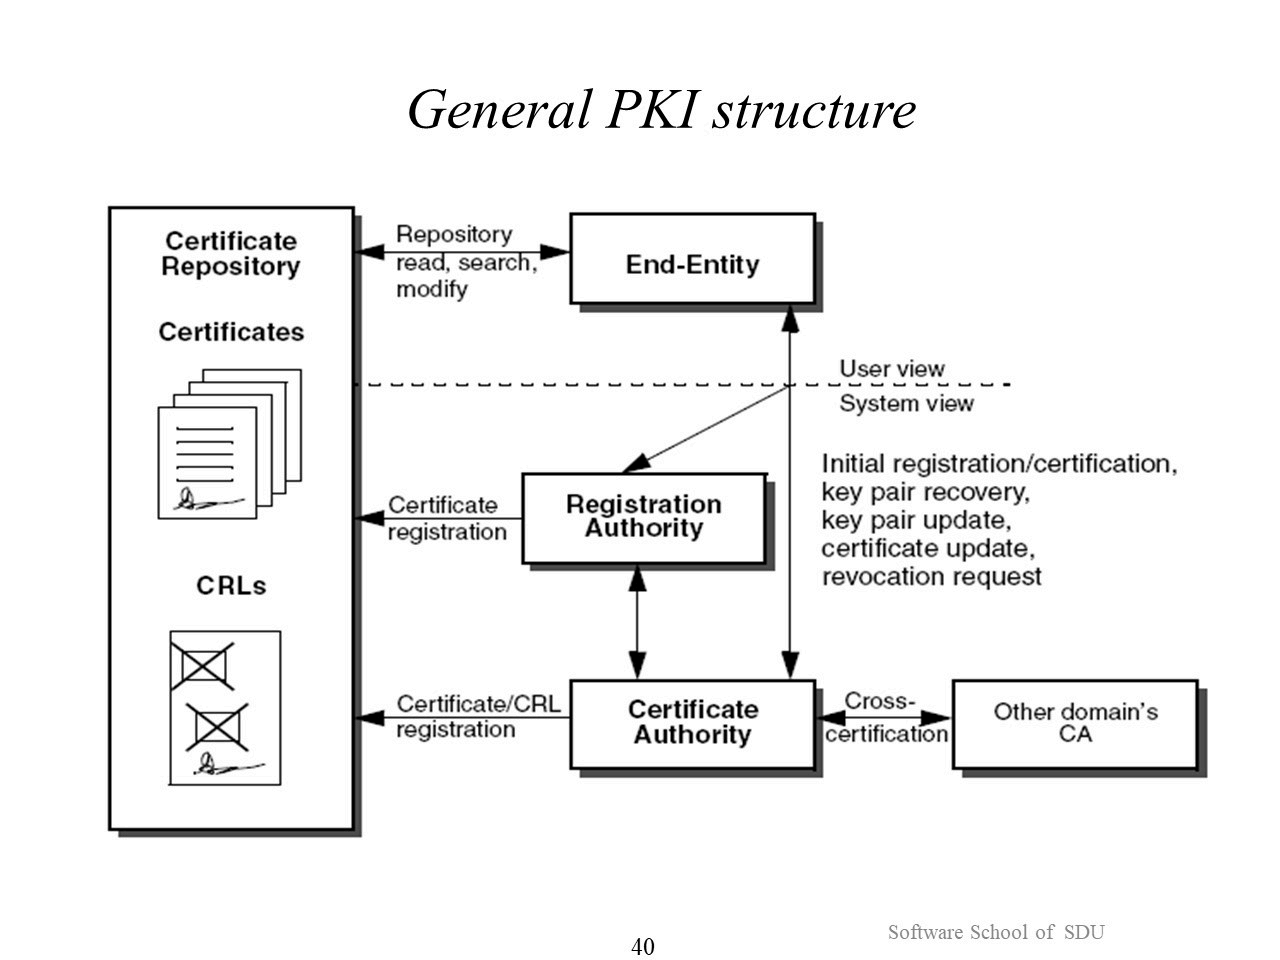 General PKI structure
Certificate
Repository
Certificates
CRLs
Repository
read, search,
modify
End-Entity
User view
System view
Initial registration/certification,
key pair recovery,
key pair update,
certificate update,
revocation request
Certificate
registration
Registration
Authority
Certificate/CRL
registration
Certificate
Authority
Cross-
certification
Other domain's
CA
40
Software School of SDU